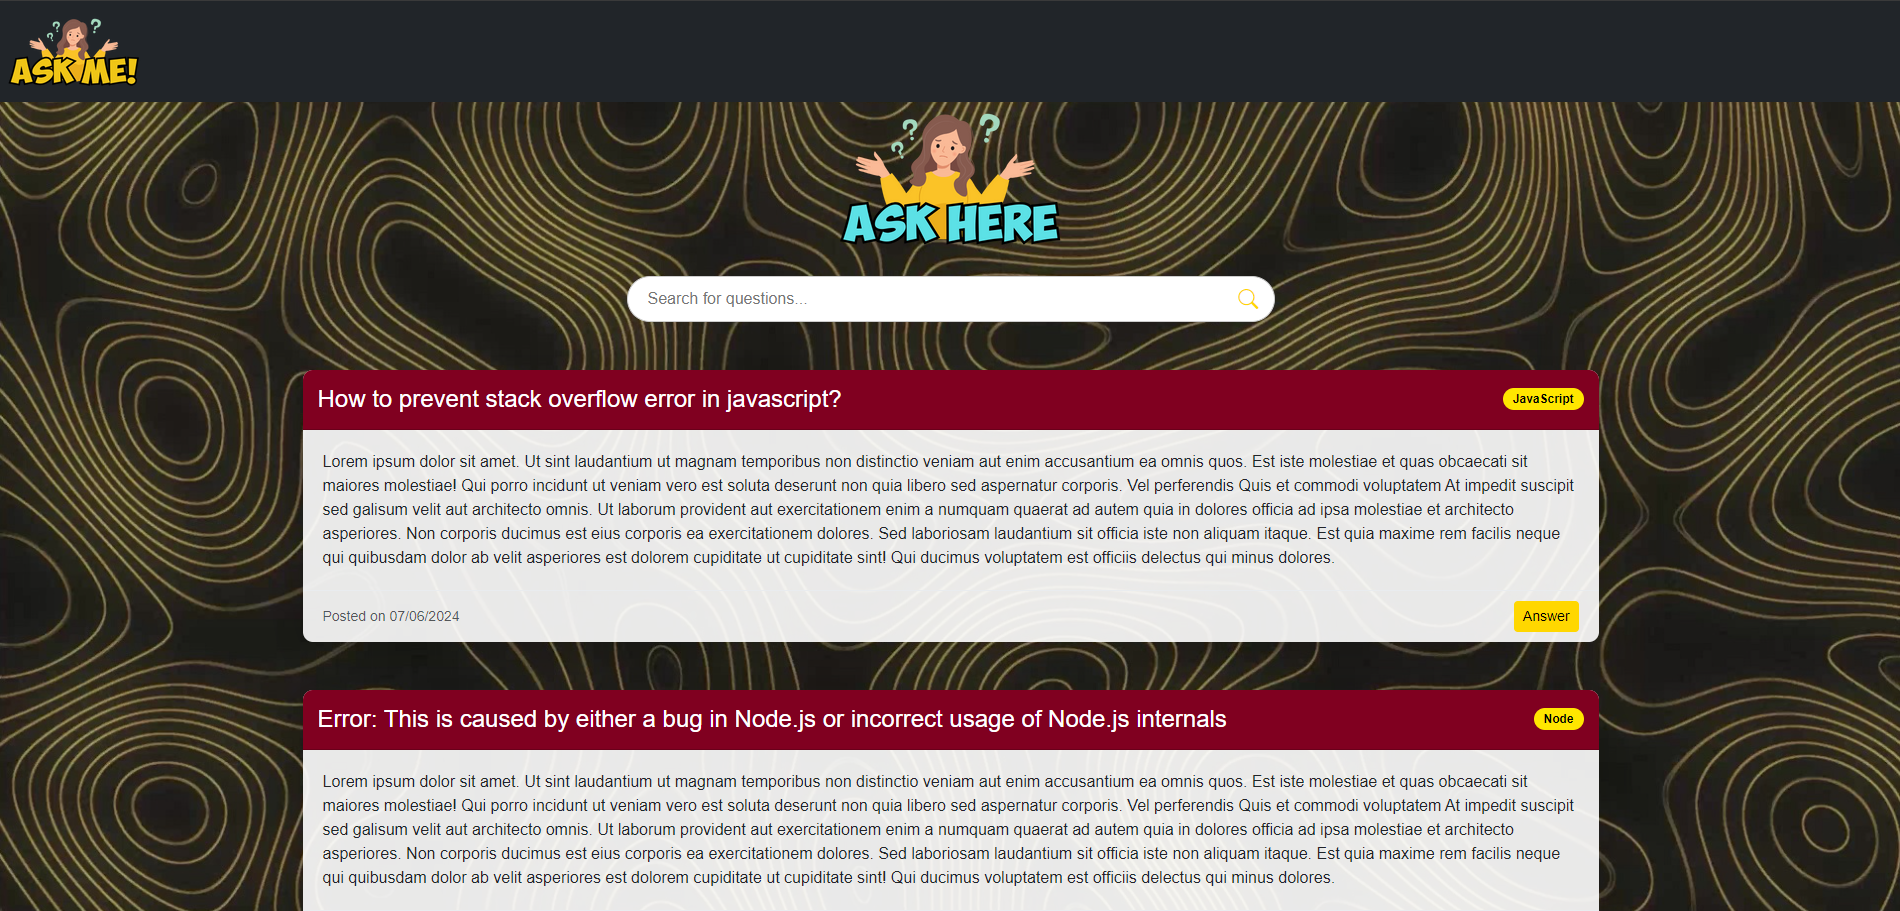 ASK ME!
ASK HERE
Search for questions...
How to prevent stack overflow error in javascript?
JavaScript
Lorem ipsum dolor sit amet. Ut sint laudantium ut magnam temporibus non distinctio veniam aut enim accusantium ea omnis quos. Est iste molestiae et quas obcaecati sit
maiores molestiae! Qui porro incidunt ut veniam vero est soluta deserunt non quia libero sed aspernatur corporis. Vel perferendis Quis et commodi voluptatem At impedit suscipit
sed galisum velit aut architecto omnis. Ut laborum provident aut exercitationem enim a numquam quaerat ad autem quia in dolores officia ad ipsa molestiae et architecto
asperiores. Non corporis ducimus est eius corporis ea exercitationem dolores. Sed laboriosam laudantium sit officia iste non aliquam itaque. Est quia maxime rem facilis neque
qui quibusdam dolor ab velit asperiores est dolorem cupiditate ut cupiditate sint! Qui ducimus voluptatem est officiis delectus qui minus dolores.
Posted on 07/06/2024
Answer
Error: This is caused by either a bug in Node.js or incorrect usage of Node.js internals
Node
Lorem ipsum dolor sit amet. Ut sint laudantium ut magnam temporibus non distinctio veniam aut enim accusantium ea omnis quos. Est iste molestiae et quas obcaecati sit
maiores molestiae! Qui porro incidunt ut veniam vero est soluta deserunt non quia libero sed aspernatur corporis. Vel perferendis Quis et commodi voluptatem At impedit suscipit
sed galisum velit aut architecto omnis. Ut laborum provident aut exercitationem enim a numquam quaerat ad autem quia in dolores officia ad ipsa molestiae et architecto
asperiores. Non corporis ducimus est eius corporis ea exercitationem dolores. Sed laboriosam laudantium sit officia iste non aliquam itaque. Est quia maxime rem facilis neque
qui quibusdam dolor ab velit asperiores est dolorem cupiditate ut cupiditate sint! Qui ducimus voluptatem est officiis delectus qui minus dolores.